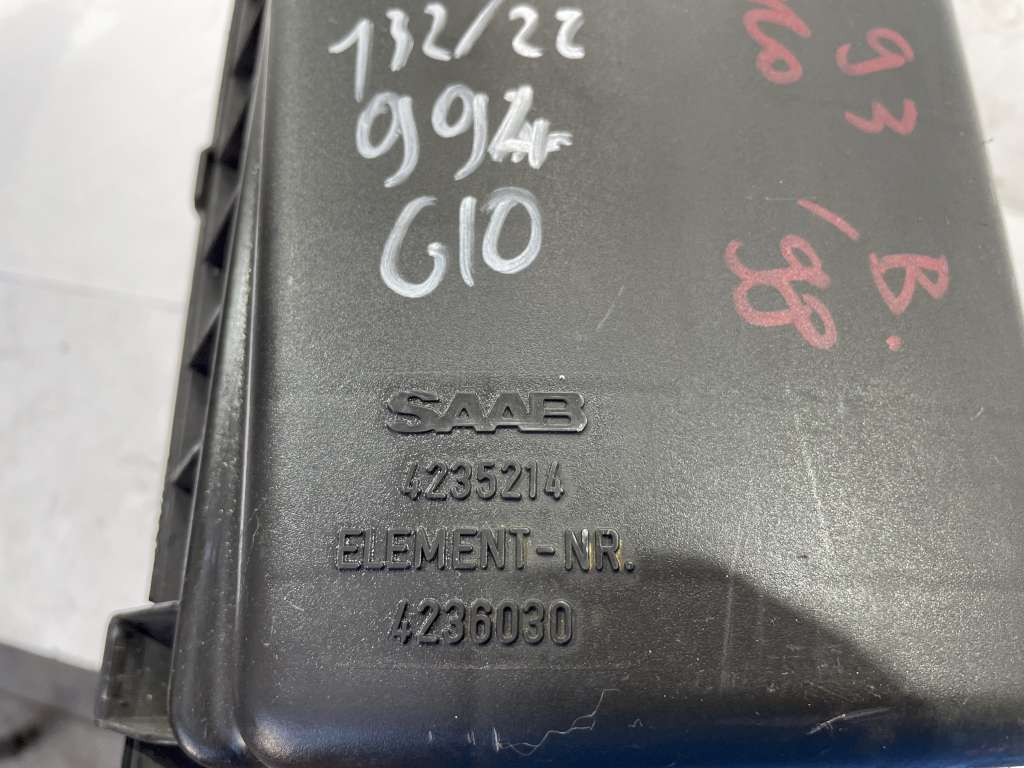 132/22
994
G10
93 B.
, 98
SAAB
4235214
ELEMENT-NR.
4236030